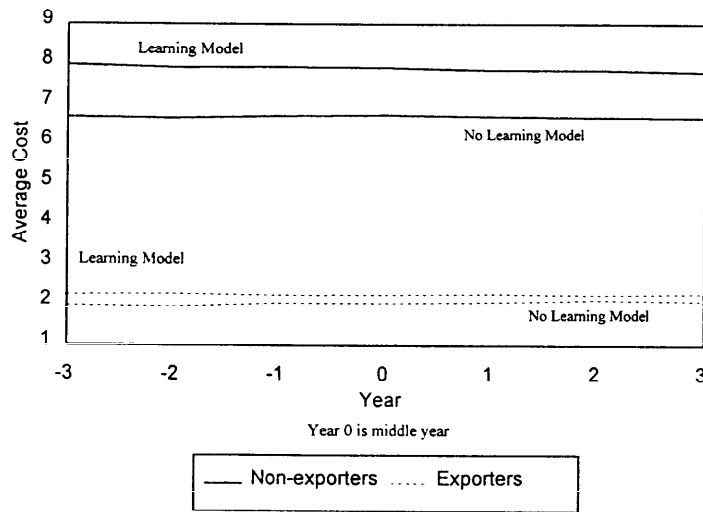 9
Learning Model
8
7
6
No Learning Model
5
4
3
Learning Model
2
No Learning Model
1
Average Cost
-3 -2 -1 0 1 2 3
Year
Year 0 is middle year
Non-exporters Exporters